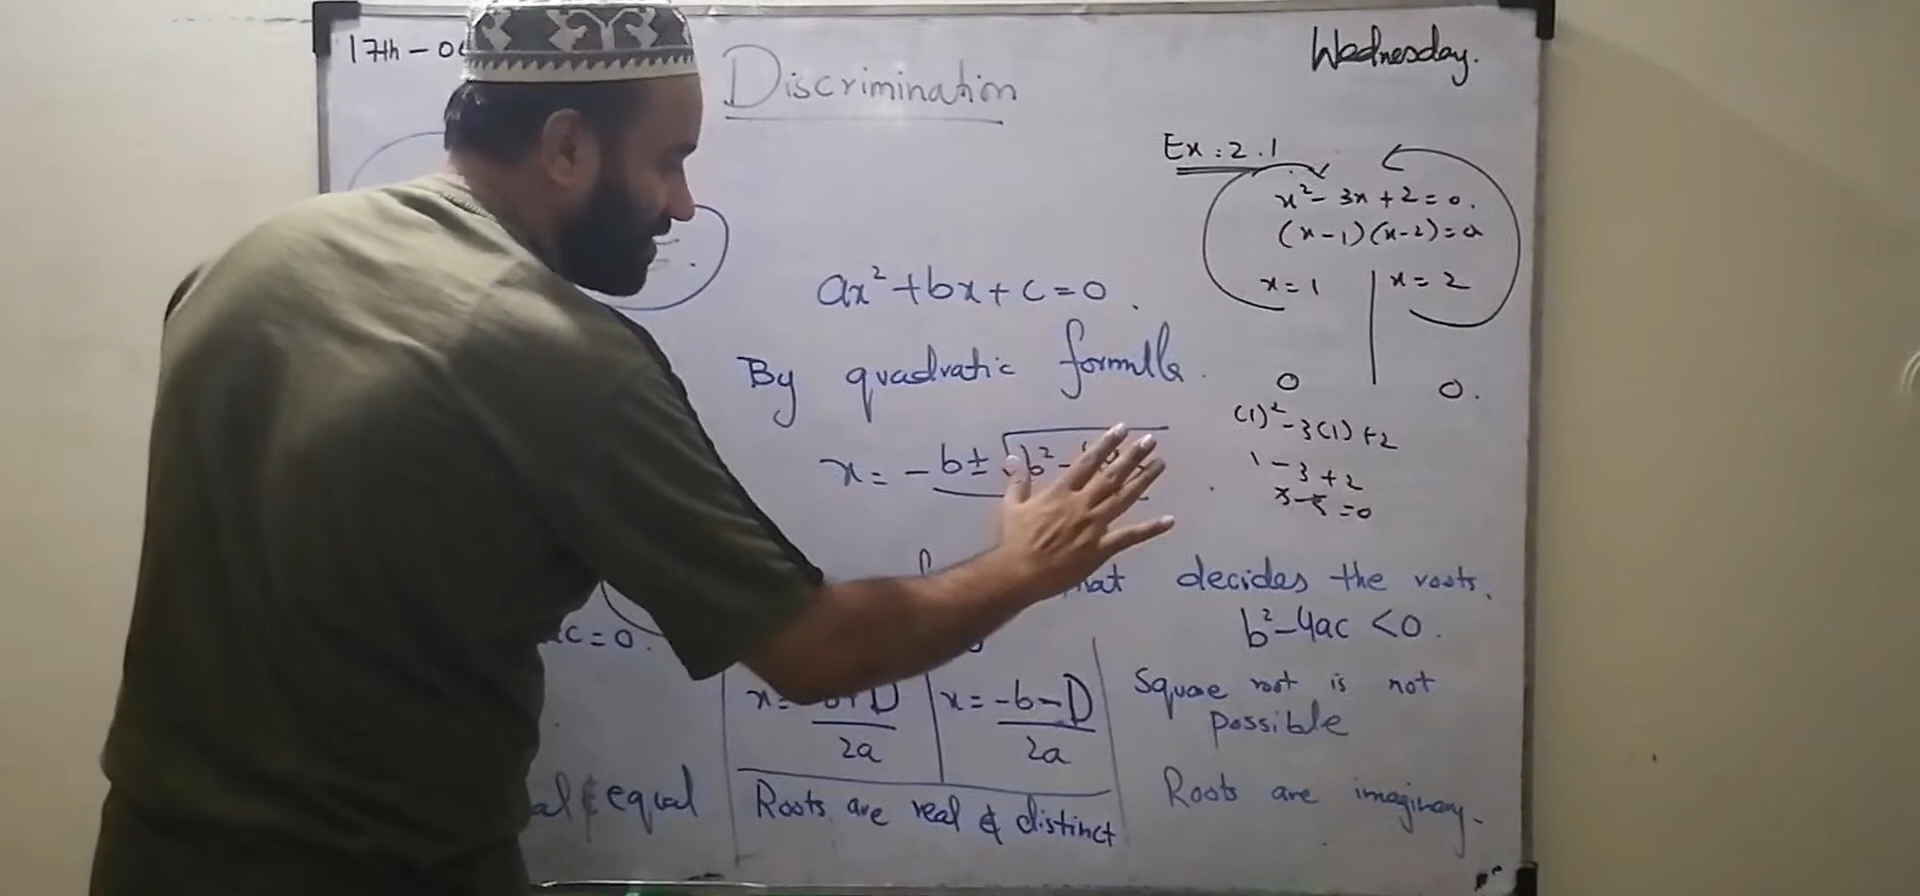 17th - 0
Discrimination
Wednesday.
Ex: 2.1
x² - 3x + 2 = 0.
(x-1)(x-2) = 0
x = 1 | x = 2
0 | 0.
(1)² - 3(1) + 2
1 - 3 + 2
3 - 3 = 0
ax² + bx + c = 0.
By quadratic formula.
x = -b ± √b² -
hat decides the roots.
c = 0.
b² - 4ac < 0.
x = D | x = -b - D
2a | 2a
Square root is not
possible
al & equal
Roots are real & distinct
Roots are imaginary.